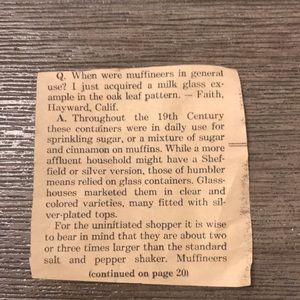 Q. When were muffineers in general
use? I just acquired a milk glass ex-
ample in the oak leaf pattern. — Faith,
Hayward, Calif.
A. Throughout the 19th Century
these containers were in daily use for
sprinkling sugar, or a mixture of sugar
and cinnamon on muffins. While a more
affluent household might have a Shef-
field or silver version, those of humbler
means relied on glass containers. Glass-
houses marketed them in clear and
colored varieties, many fitted with sil-
ver-plated tops.
For the uninitiated shopper it is wise
to bear in mind that they are about two
or three times larger than the standard
salt and pepper shaker. Muffineers
(continued on page 20)